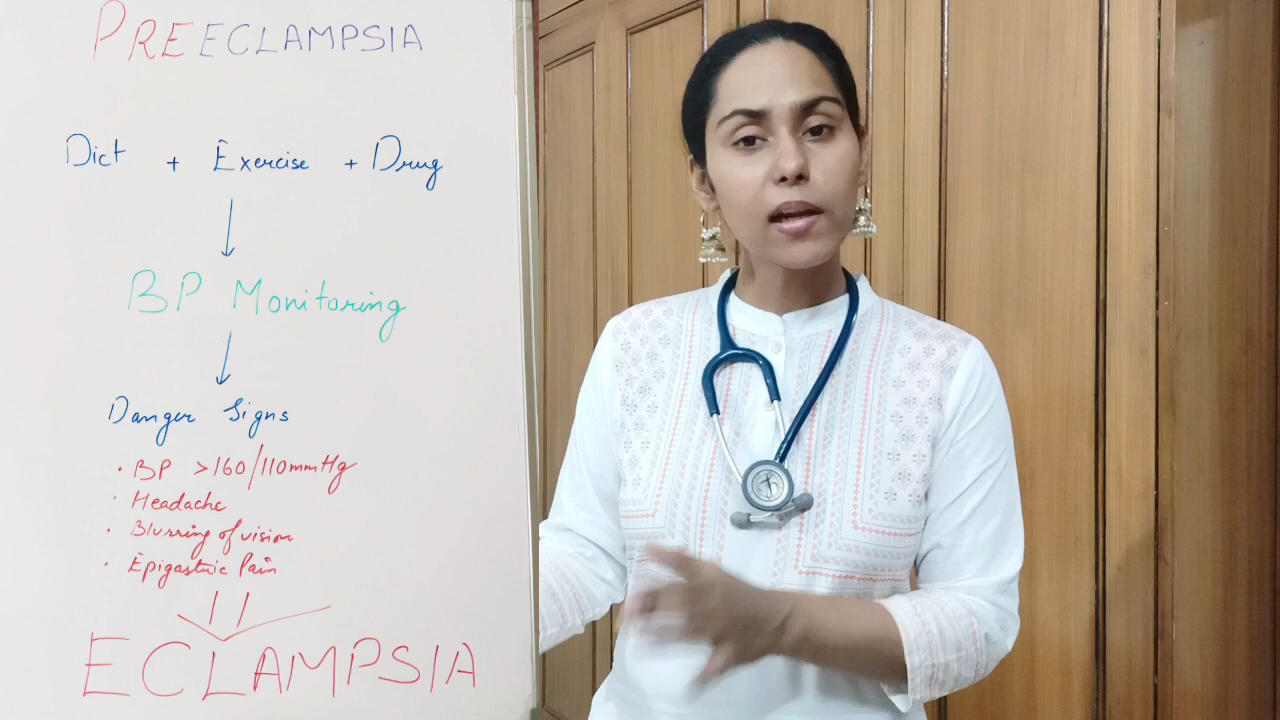 PREECLAMPSIA
Diet + Exercise + Drug
BP Monitoring
Danger Signs
• BP >160/110mmHg
• Headache
• Blurring of vision
• Epigastric Pain
ECLAMPSIA